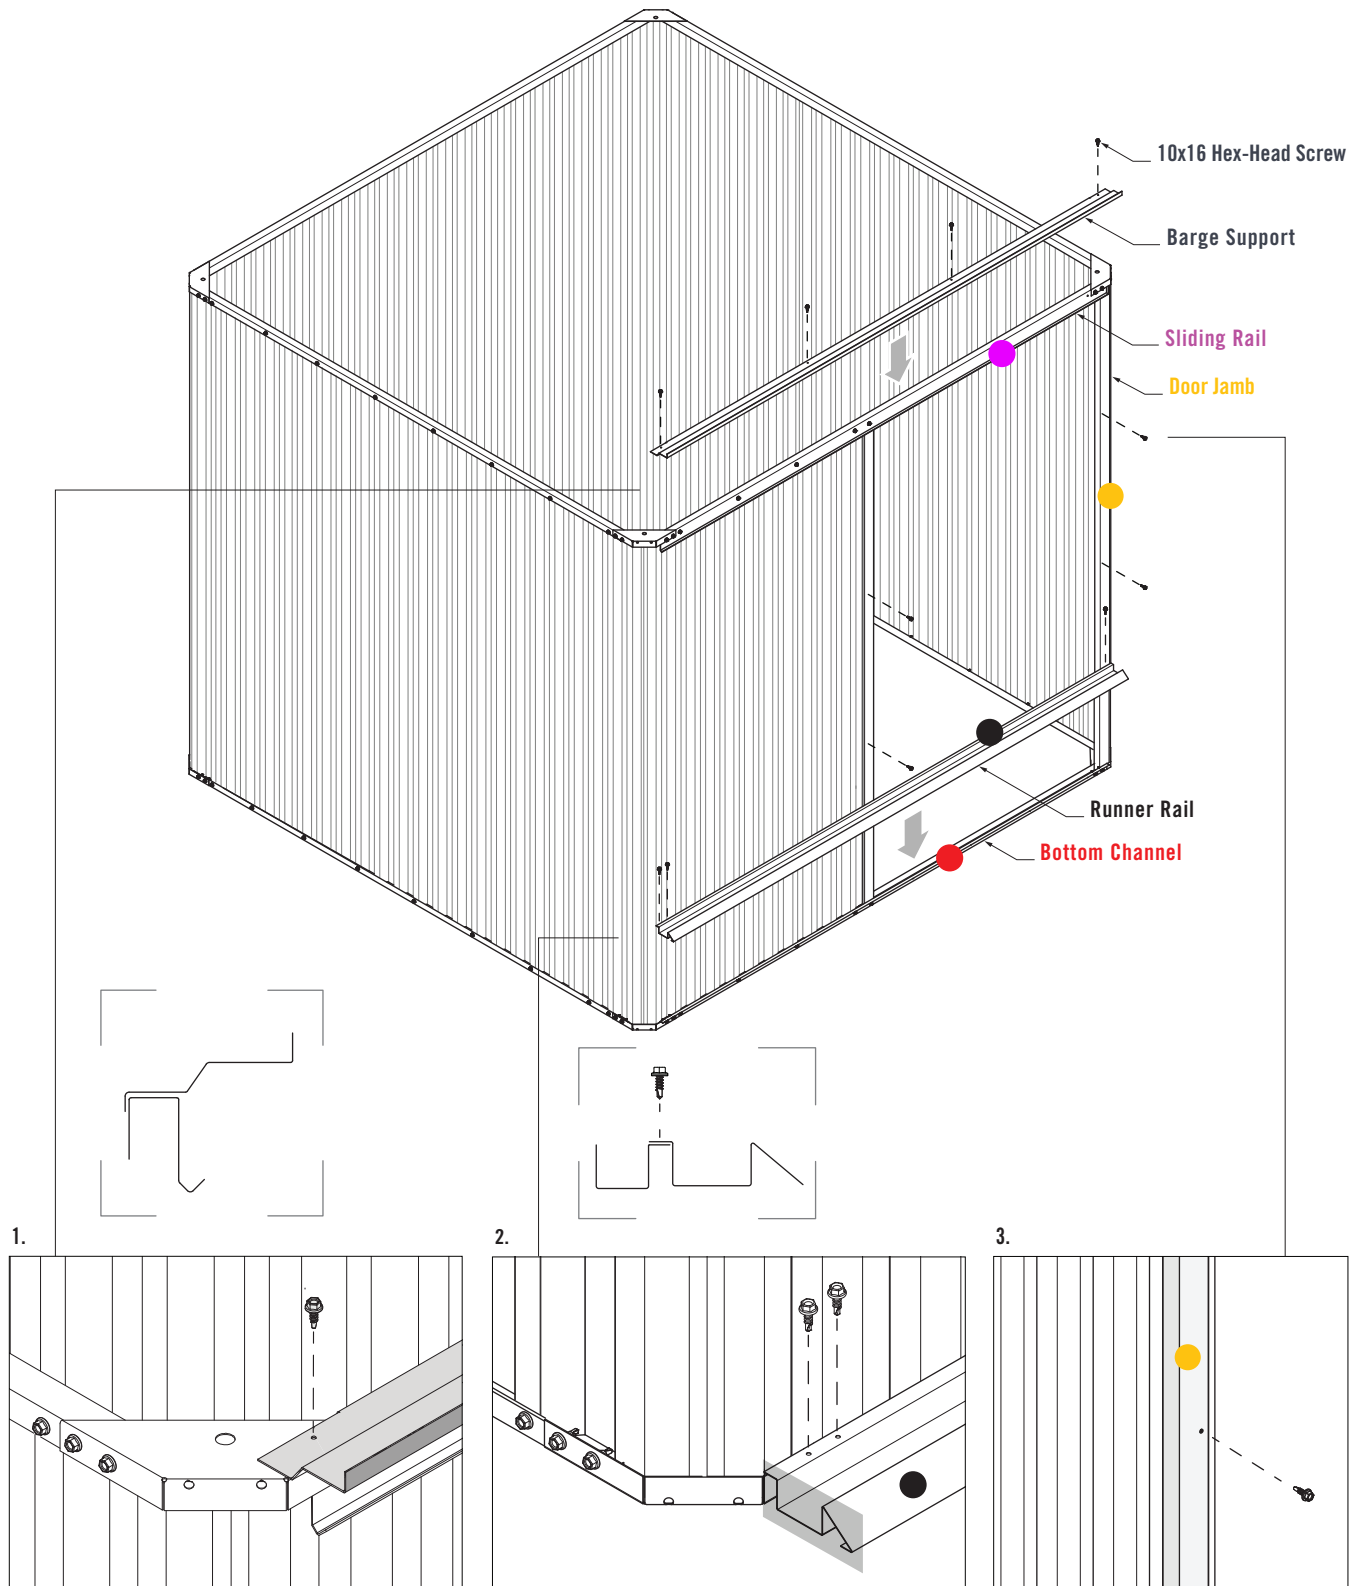 10x16 Hex-Head Screw
Barge Support
Sliding Rail
Door Jamb
Runner Rail
Bottom Channel
1.
2.
3.